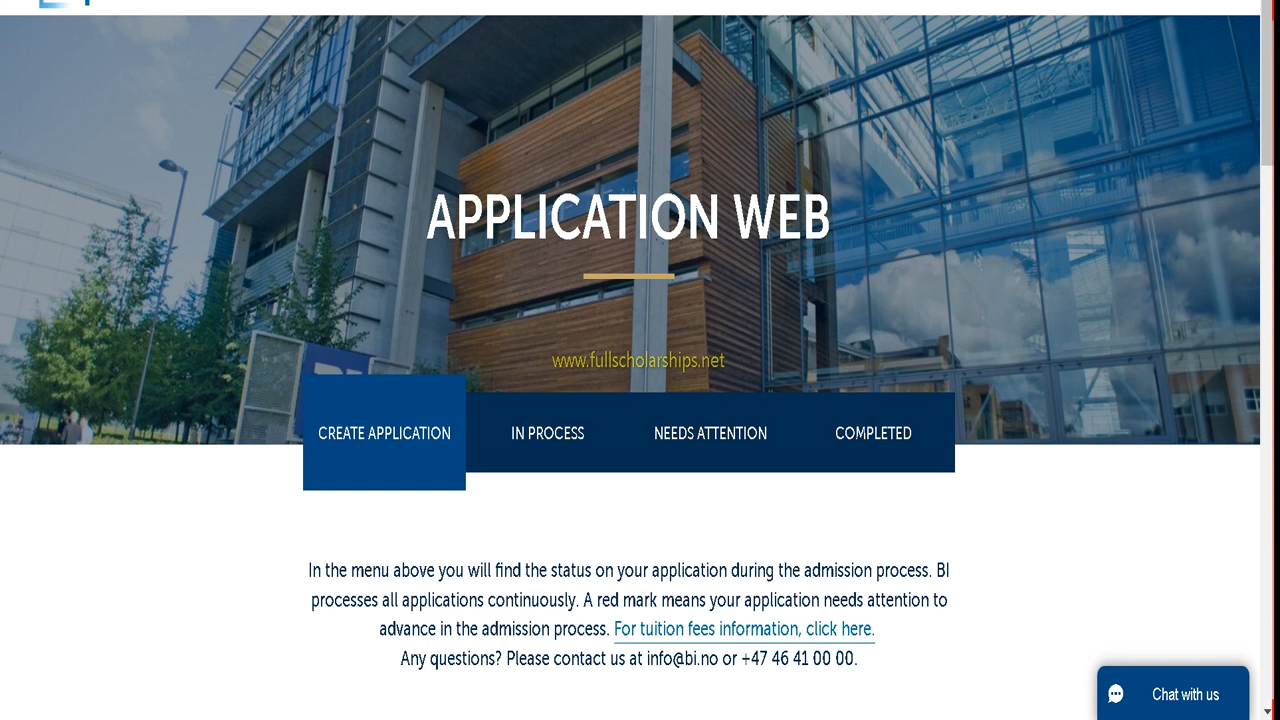 APPLICATION WEB
www.fullscholarships.net
CREATE APPLICATION
IN PROCESS
NEEDS ATTENTION
COMPLETED
In the menu above you will find the status on your application during the admission process. BI
processes all applications continuously. A red mark means your application needs attention to
advance in the admission process. For tuition fees information, click here.
Any questions? Please contact us at info@bi.no or +47 46 41 00 00.
Chat with us